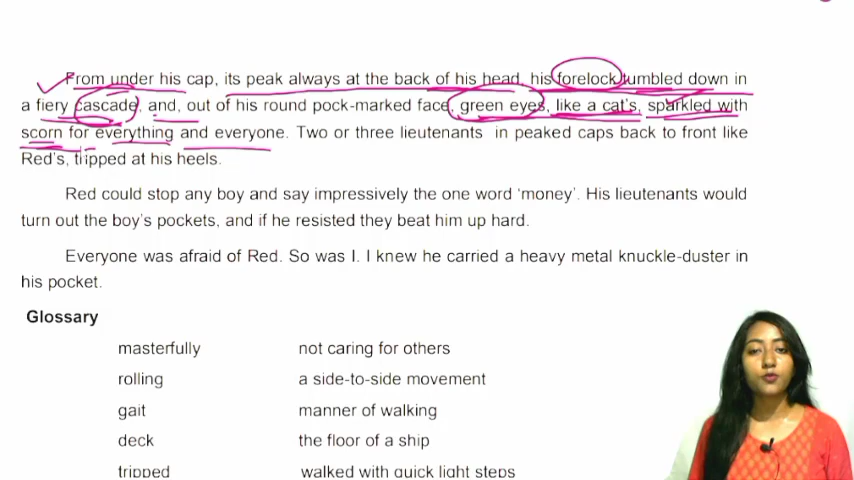 From under his cap, its peak always at the back of his head, his forelock tumbled down in
a fiery cascade, and, out of his round pock-marked face, green eyes, like a cat's, sparkled with
scorn for everything and everyone. Two or three lieutenants in peaked caps back to front like
Red's, tripped at his heels.
Red could stop any boy and say impressively the one word 'money'. His lieutenants would
turn out the boy's pockets, and if he resisted they beat him up hard.
Everyone was afraid of Red. So was I. I knew he carried a heavy metal knuckle-duster in
his pocket.
Glossary
masterfully not caring for others
rolling a side-to-side movement
gait manner of walking
deck the floor of a ship
tripped walked with quick light steps